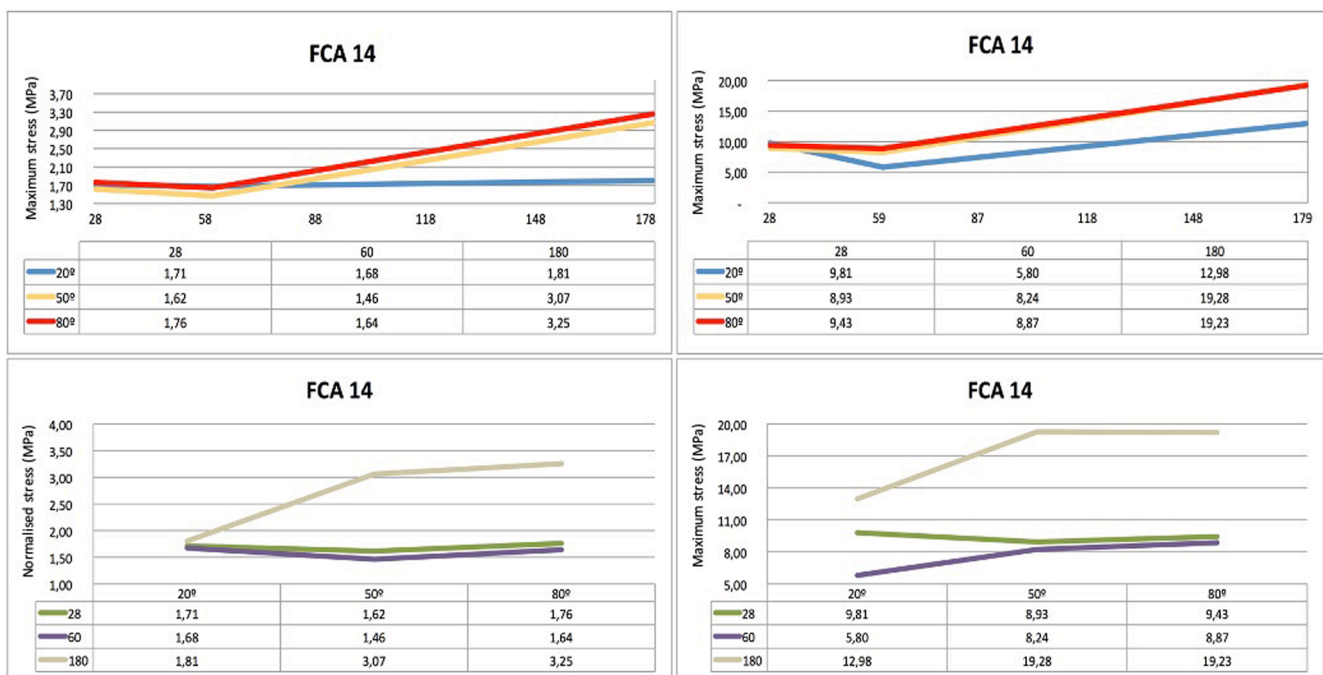 FCA 14
Maximum stress (MPa)
3,70
3,30
2,90
2,50
2,10
1,70
1,30
28 58 88 118 148 178
28 60 180
20º 1,71 1,68 1,81
50º 1,62 1,46 3,07
80º 1,76 1,64 3,25
FCA 14
Maximum stress (MPa)
20,00
15,00
10,00
5,00
-
28 59 87 118 148 179
28 60 180
20º 9,81 5,80 12,98
50º 8,93 8,24 19,28
80º 9,43 8,87 19,23
FCA 14
Normalised stress (MPa)
4,00
3,50
3,00
2,50
2,00
1,50
1,00
20º 50º 80º
28 1,71 1,62 1,76
60 1,68 1,46 1,64
180 1,81 3,07 3,25
FCA 14
Maximum stress (MPa)
20,00
17,00
14,00
11,00
8,00
5,00
20º 50º 80º
28 9,81 8,93 9,43
60 5,80 8,24 8,87
180 12,98 19,28 19,23